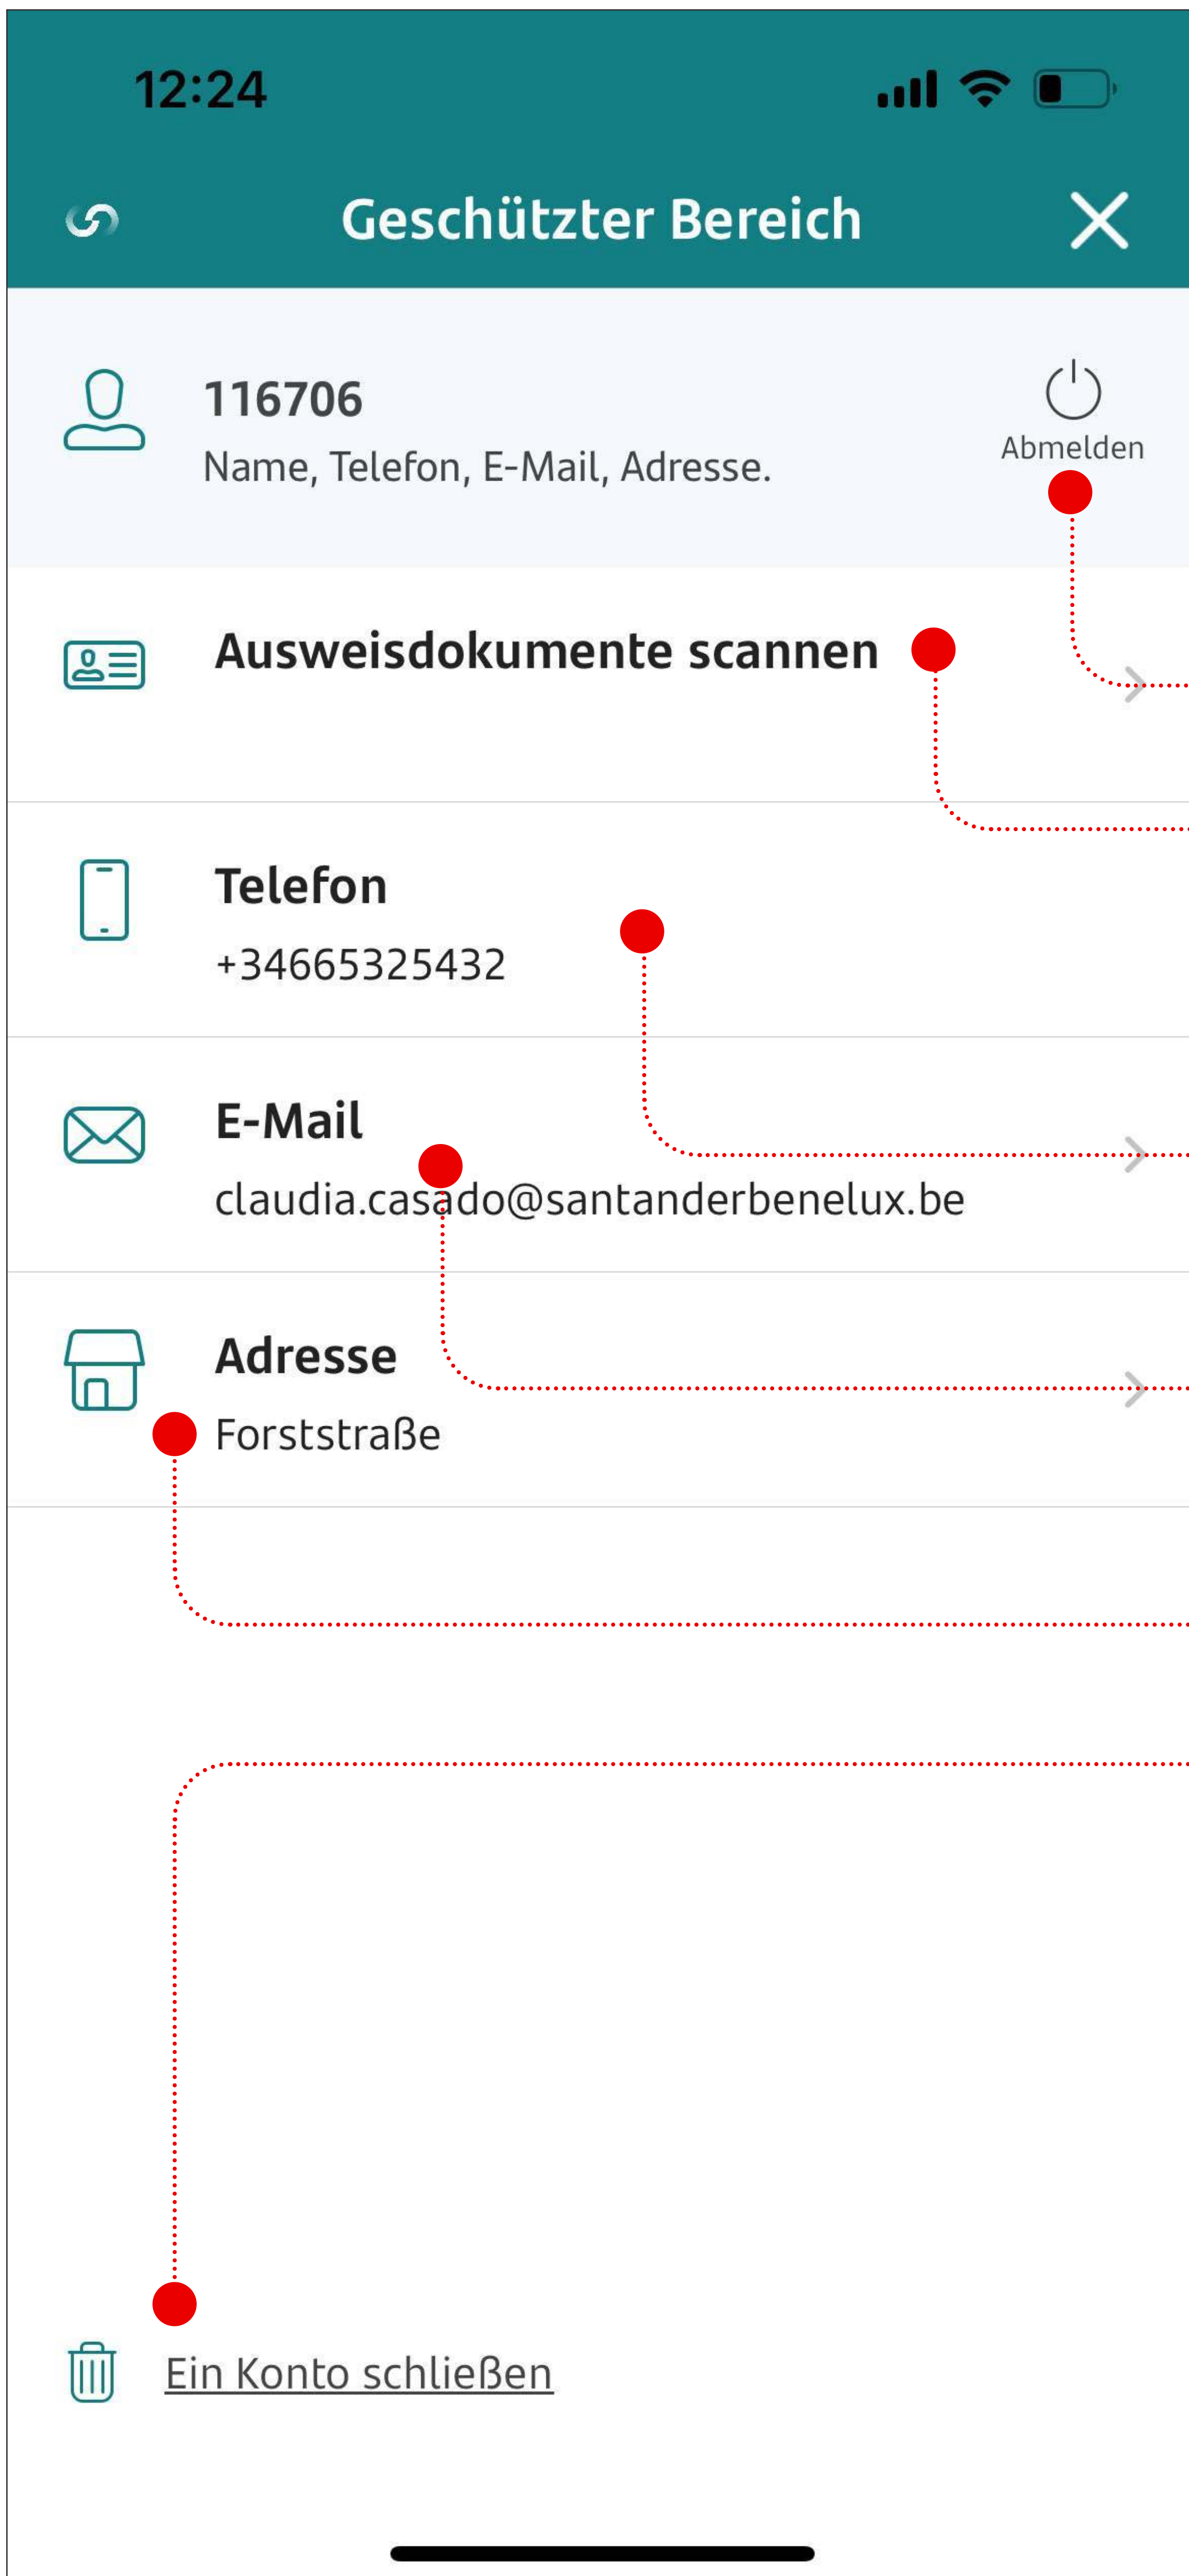 12:24
Geschützter Bereich
116706
Name, Telefon, E-Mail, Adresse.
Abmelden
Ausweisdokumente scannen
Telefon
+34665325432
E-Mail
claudia.casado@santanderbenelux.be
Adresse
Forststraße
Ein Konto schließen